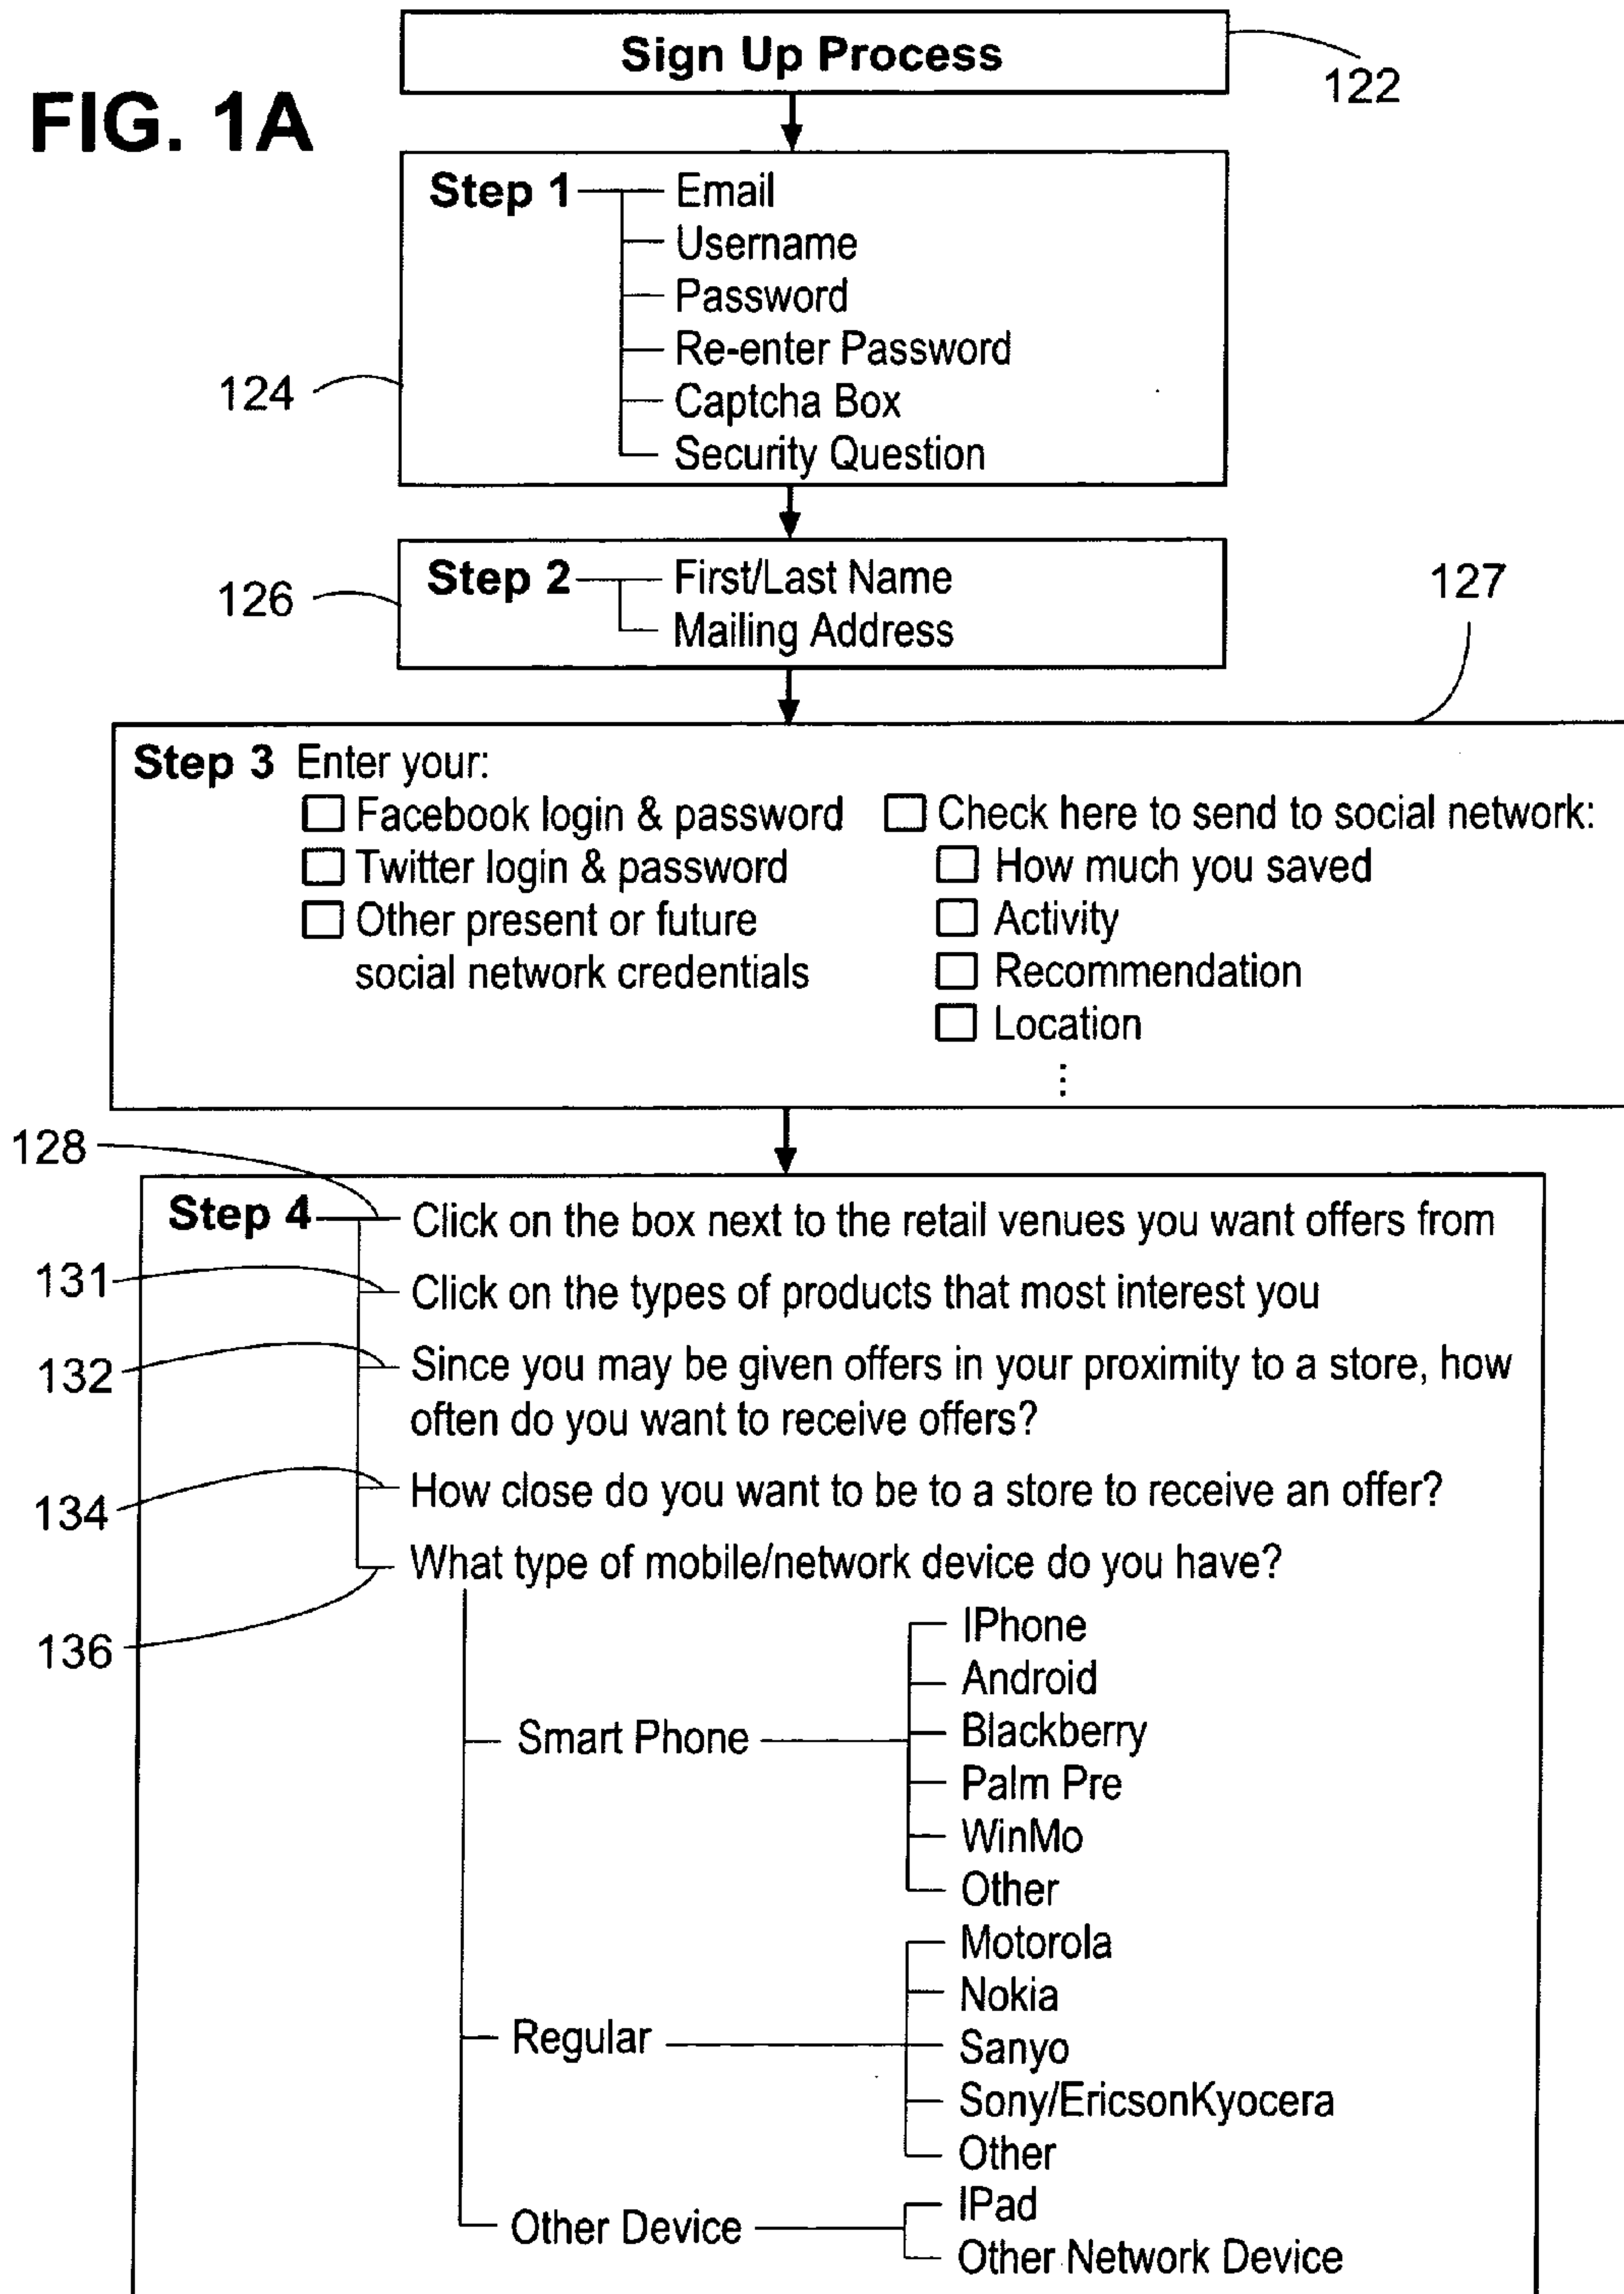 FIG. 1A
Sign Up Process
122
Step 1
Email
Username
Password
Re-enter Password
Captcha Box
Security Question
124
Step 2
First/Last Name
Mailing Address
126
127
Step 3 Enter your:
Facebook login & password
Twitter login & password
Other present or future
social network credentials
Check here to send to social network:
How much you saved
Activity
Recommendation
Location
⋮
128
Step 4
Click on the box next to the retail venues you want offers from
131
Click on the types of products that most interest you
132
Since you may be given offers in your proximity to a store, how
often do you want to receive offers?
134
How close do you want to be to a store to receive an offer?
136
What type of mobile/network device do you have?
Smart Phone
IPhone
Android
Blackberry
Palm Pre
WinMo
Other
Regular
Motorola
Nokia
Sanyo
Sony/EricsonKyocera
Other
Other Device
IPad
Other Network Device